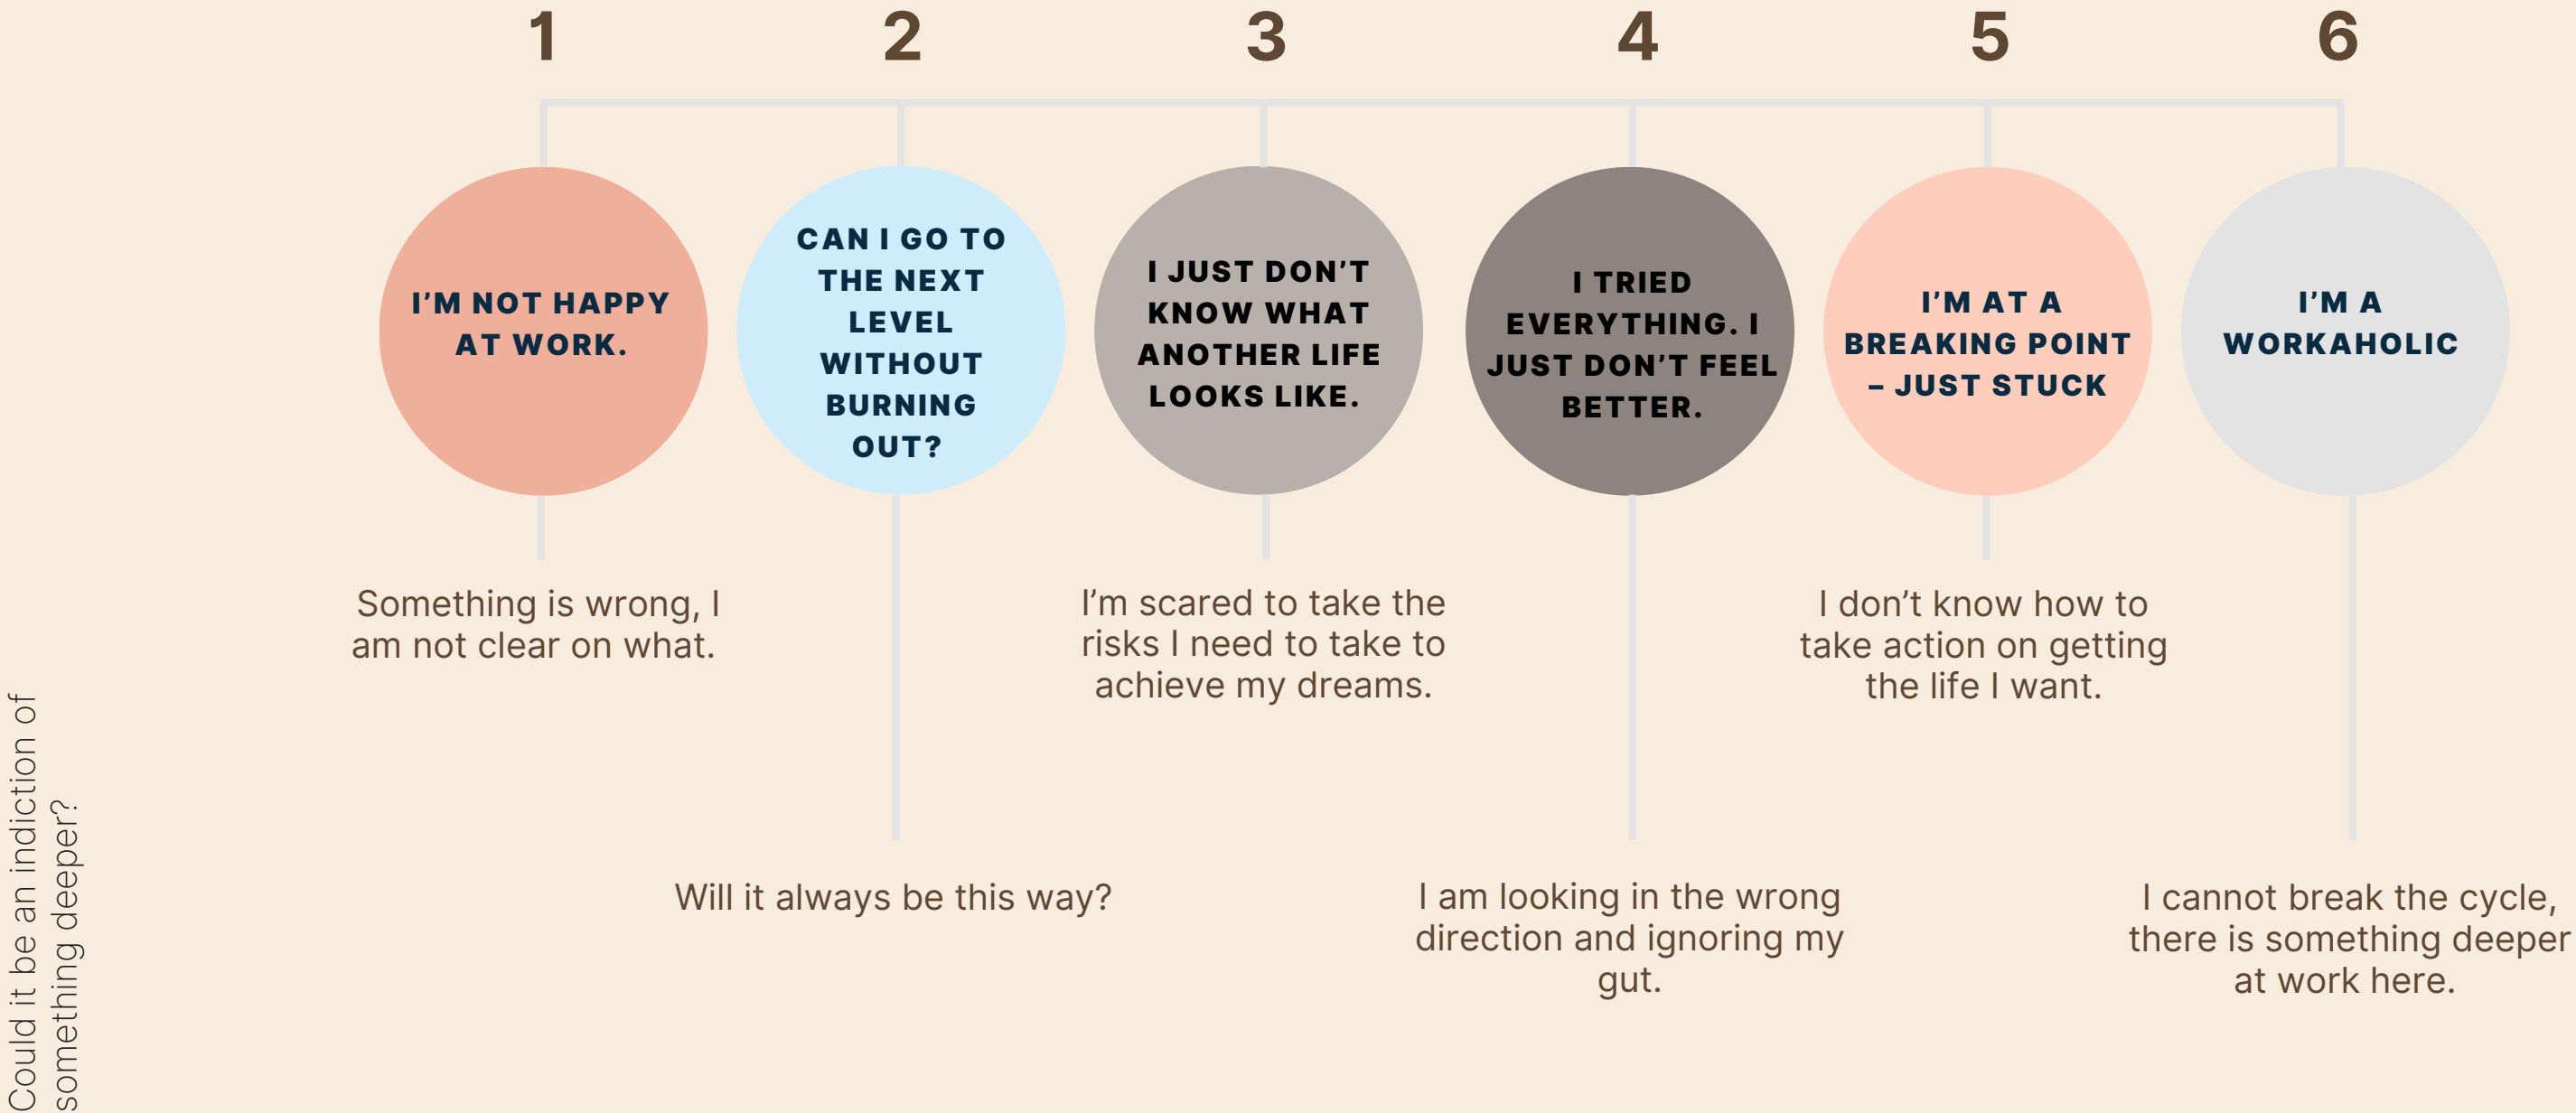 1
2
3
4
5
6
I'M NOT HAPPY
AT WORK.
CAN I GO TO
THE NEXT
LEVEL
WITHOUT
BURNING
OUT?
I JUST DON'T
KNOW WHAT
ANOTHER LIFE
LOOKS LIKE.
I TRIED
EVERYTHING. I
JUST DON'T FEEL
BETTER.
I'M AT A
BREAKING POINT
– JUST STUCK
I'M A
WORKAHOLIC
Something is wrong, I
am not clear on what.
Will it always be this way?
I'm scared to take the
risks I need to take to
achieve my dreams.
I am looking in the wrong
direction and ignoring my
gut.
I don't know how to
take action on getting
the life I want.
I cannot break the cycle,
there is something deeper
at work here.
Could it be an indiction of
something deeper?